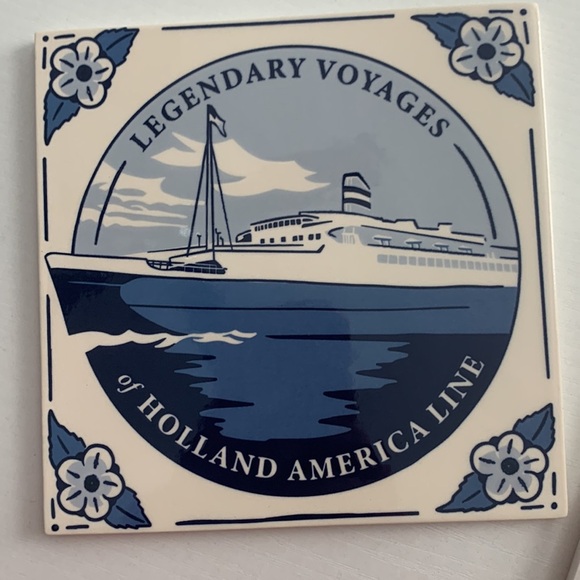 LEGENDARY VOYAGES
of HOLLAND AMERICA LINE